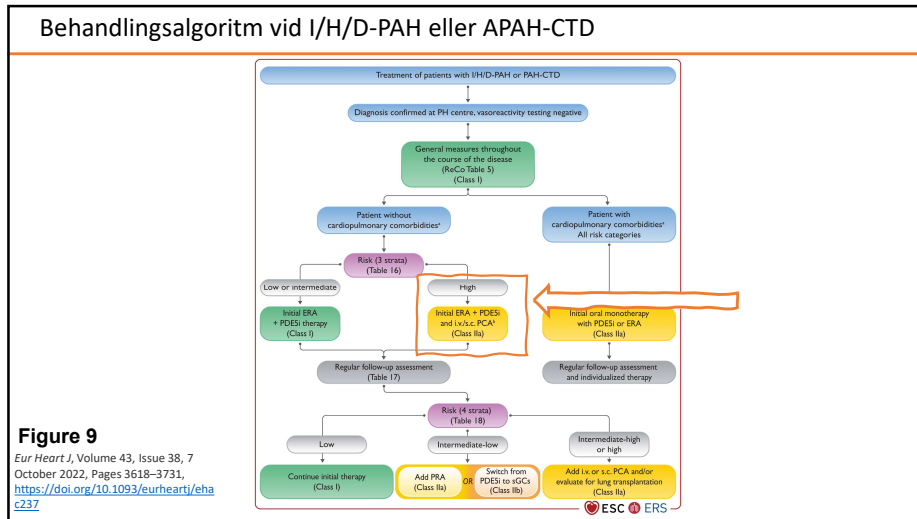 Behandlingsalgoritm vid I/H/D-PAH eller APAH-CTD
Treatment of patients with I/H/D-PAH or PAH-CTD
Diagnosis confirmed at PH centre, vasoreactivity testing negative
General measures throughout
the course of the disease
(ReCo Table 5)
(Class I)
Patient without
cardiopulmonary comorbiditiesᵃ
Patient with
cardiopulmonary comorbiditiesᵃ
All risk categories
Risk (3 strata)
(Table 16)
Low or intermediate
High
Initial ERA
+ PDE5i therapy
(Class I)
Initial ERA + PDE5i
and i.v./s.c. PCAᵇ
(Class IIa)
Initial oral monotherapy
with PDE5i or ERA
(Class IIa)
Regular follow-up assessment
(Table 17)
Regular follow-up assessment
and individualized therapy
Risk (4 strata)
(Table 18)
Low
Intermediate-low
Intermediate-high
or high
Continue initial therapy
(Class I)
Add PRA
(Class IIa)
OR
Switch from
PDE5i to sGCs
(Class IIb)
Add i.v. or s.c. PCA and/or
evaluate for lung transplantation
(Class IIa)
ESC ERS
Figure 9
Eur Heart J, Volume 43, Issue 38, 7
October 2022, Pages 3618–3731,
https://doi.org/10.1093/eurheartj/eha
c237